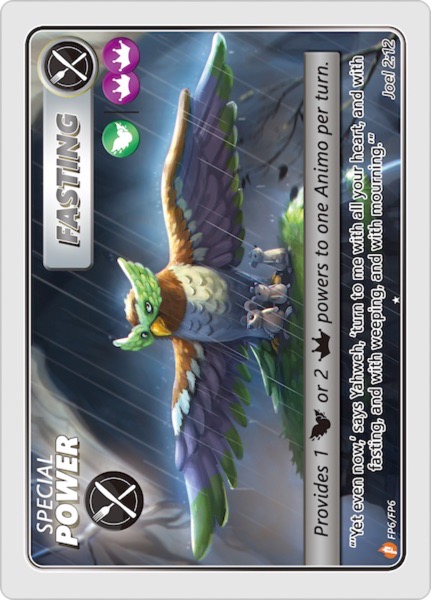 SPECIAL
POWER
FASTING
Provides 1 or 2 powers to one Animo per turn.
"'Yet even now,' says Yahweh, 'turn to me with all your heart, and with
fasting, and with weeping, and with mourning.'"
Joel 2:12
FP6/FP6